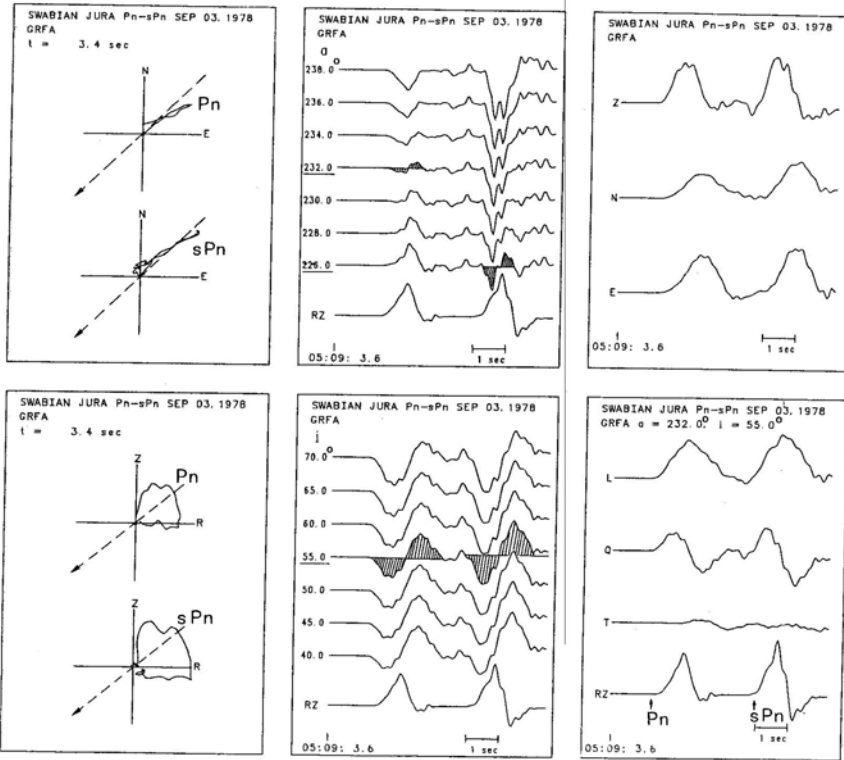 SWABIAN JURA Pn-sPn SEP 03. 1978
GRFA
t = 3.4 sec
N
Pn
E
N
sPn
E
SWABIAN JURA Pn-sPn SEP 03. 1978
GRFA
a °
238.0
236.0
234.0
232.0
230.0
228.0
226.0
RZ
1 sec
05:09: 3.6
SWABIAN JURA Pn-sPn SEP 03. 1978
GRFA
Z
N
E
1 sec
05:09: 3.6
SWABIAN JURA Pn-sPn SEP 03. 1978
GRFA
t = 3.4 sec
Z
Pn
R
Z
sPn
R
SWABIAN JURA Pn-sPn SEP 03. 1978
GRFA
i
70.0°
65.0
60.0
55.0
50.0
45.0
40.0
RZ
1 sec
05:09: 3.6
SWABIAN JURA Pn-sPn SEP 03. 1978
GRFA a = 232.0° i = 55.0°
L
Q
T
RZ
Pn
sPn
1 sec
05:09: 3.6